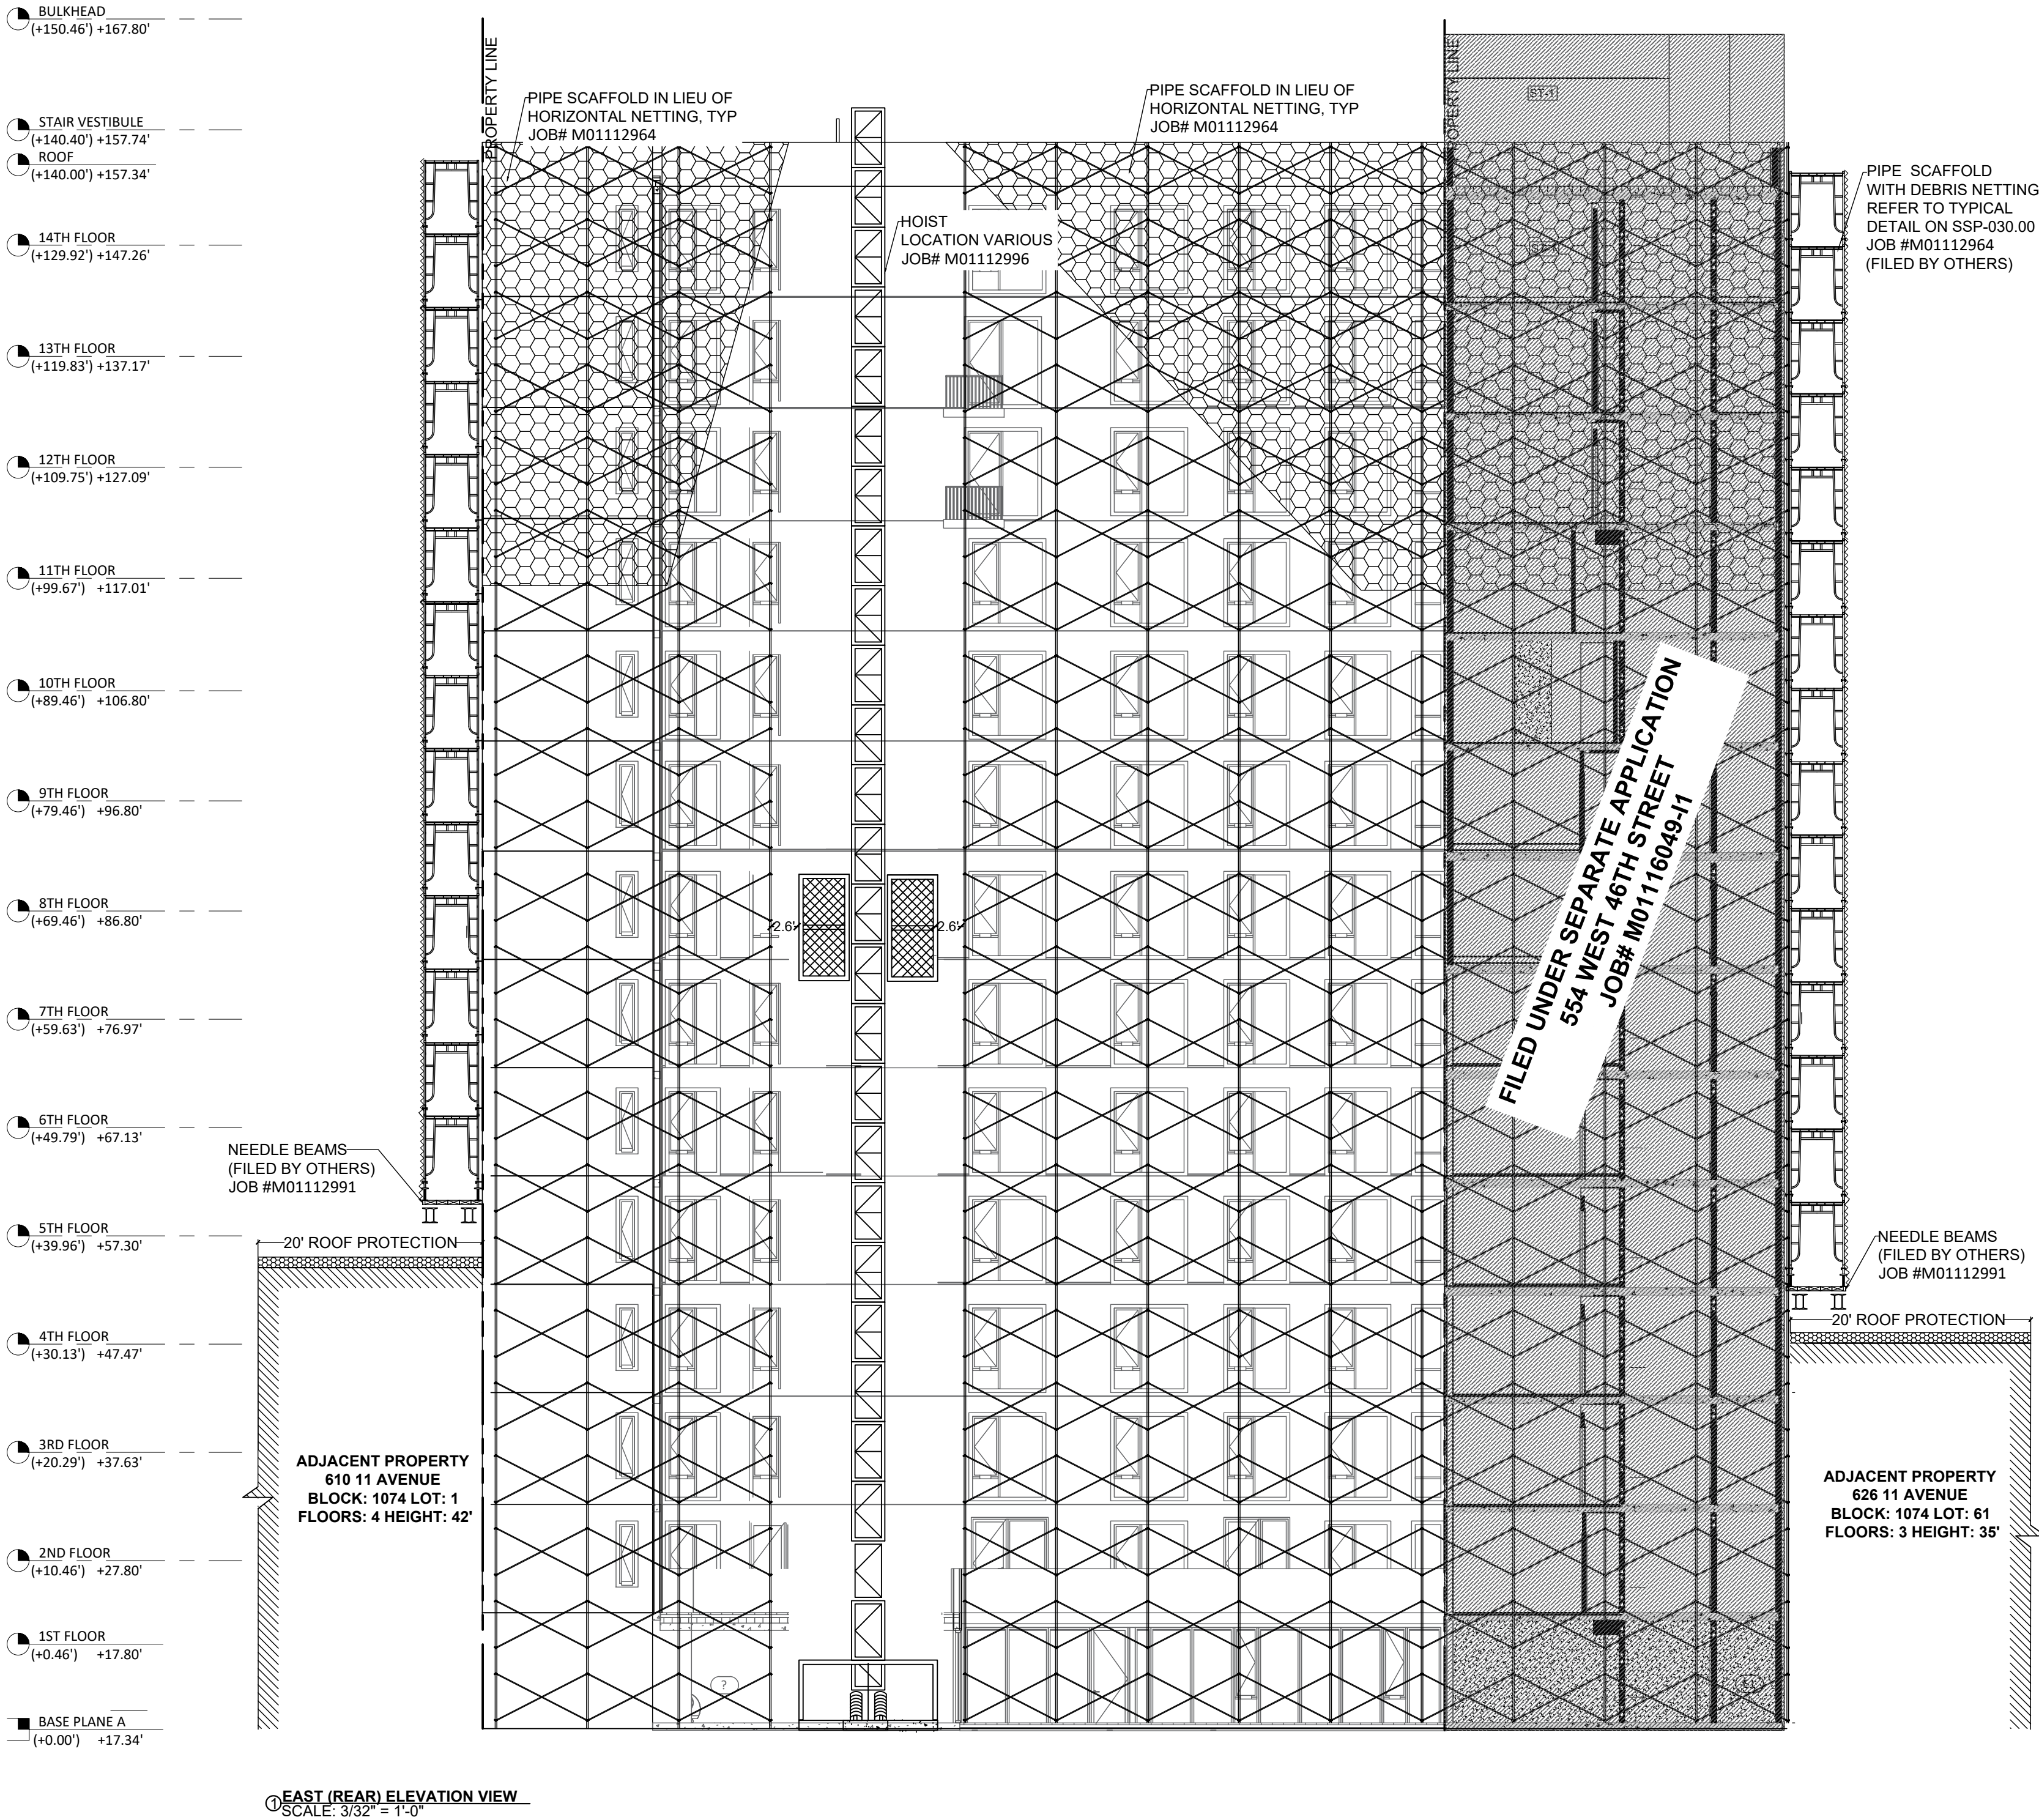 BULKHEAD
(+150.46') +167.80'
STAIR VESTIBULE
(+140.40') +157.74'
ROOF
(+140.00') +157.34'
14TH FLOOR
(+129.92') +147.26'
13TH FLOOR
(+119.83') +137.17'
12TH FLOOR
(+109.75') +127.09'
11TH FLOOR
(+99.67') +117.01'
10TH FLOOR
(+89.46') +106.80'
9TH FLOOR
(+79.46') +96.80'
8TH FLOOR
(+69.46') +86.80'
7TH FLOOR
(+59.63') +76.97'
6TH FLOOR
(+49.79') +67.13'
5TH FLOOR
(+39.96') +57.30'
4TH FLOOR
(+30.13') +47.47'
3RD FLOOR
(+20.29') +37.63'
2ND FLOOR
(+10.46') +27.80'
1ST FLOOR
(+0.46') +17.80'
BASE PLANE A
(+0.00') +17.34'
PROPERTY LINE
PIPE SCAFFOLD IN LIEU OF
HORIZONTAL NETTING, TYP
JOB# M01112964
HOIST
LOCATION VARIOUS
JOB# M01112996
PIPE SCAFFOLD IN LIEU OF
HORIZONTAL NETTING, TYP
JOB# M01112964
PROPERTY LINE
ST-1
PIPE SCAFFOLD
WITH DEBRIS NETTING
REFER TO TYPICAL
DETAIL ON SSP-030.00
JOB #M01112964
(FILED BY OTHERS)
FILED UNDER SEPARATE APPLICATION
554 WEST 46TH STREET
JOB# M01116049-I1
2.6'
2.6'
NEEDLE BEAMS
(FILED BY OTHERS)
JOB #M01112991
20' ROOF PROTECTION
NEEDLE BEAMS
(FILED BY OTHERS)
JOB #M01112991
20' ROOF PROTECTION
ADJACENT PROPERTY
610 11 AVENUE
BLOCK: 1074 LOT: 1
FLOORS: 4 HEIGHT: 42'
ADJACENT PROPERTY
626 11 AVENUE
BLOCK: 1074 LOT: 61
FLOORS: 3 HEIGHT: 35'
?
1 EAST (REAR) ELEVATION VIEW
SCALE: 3/32" = 1'-0"